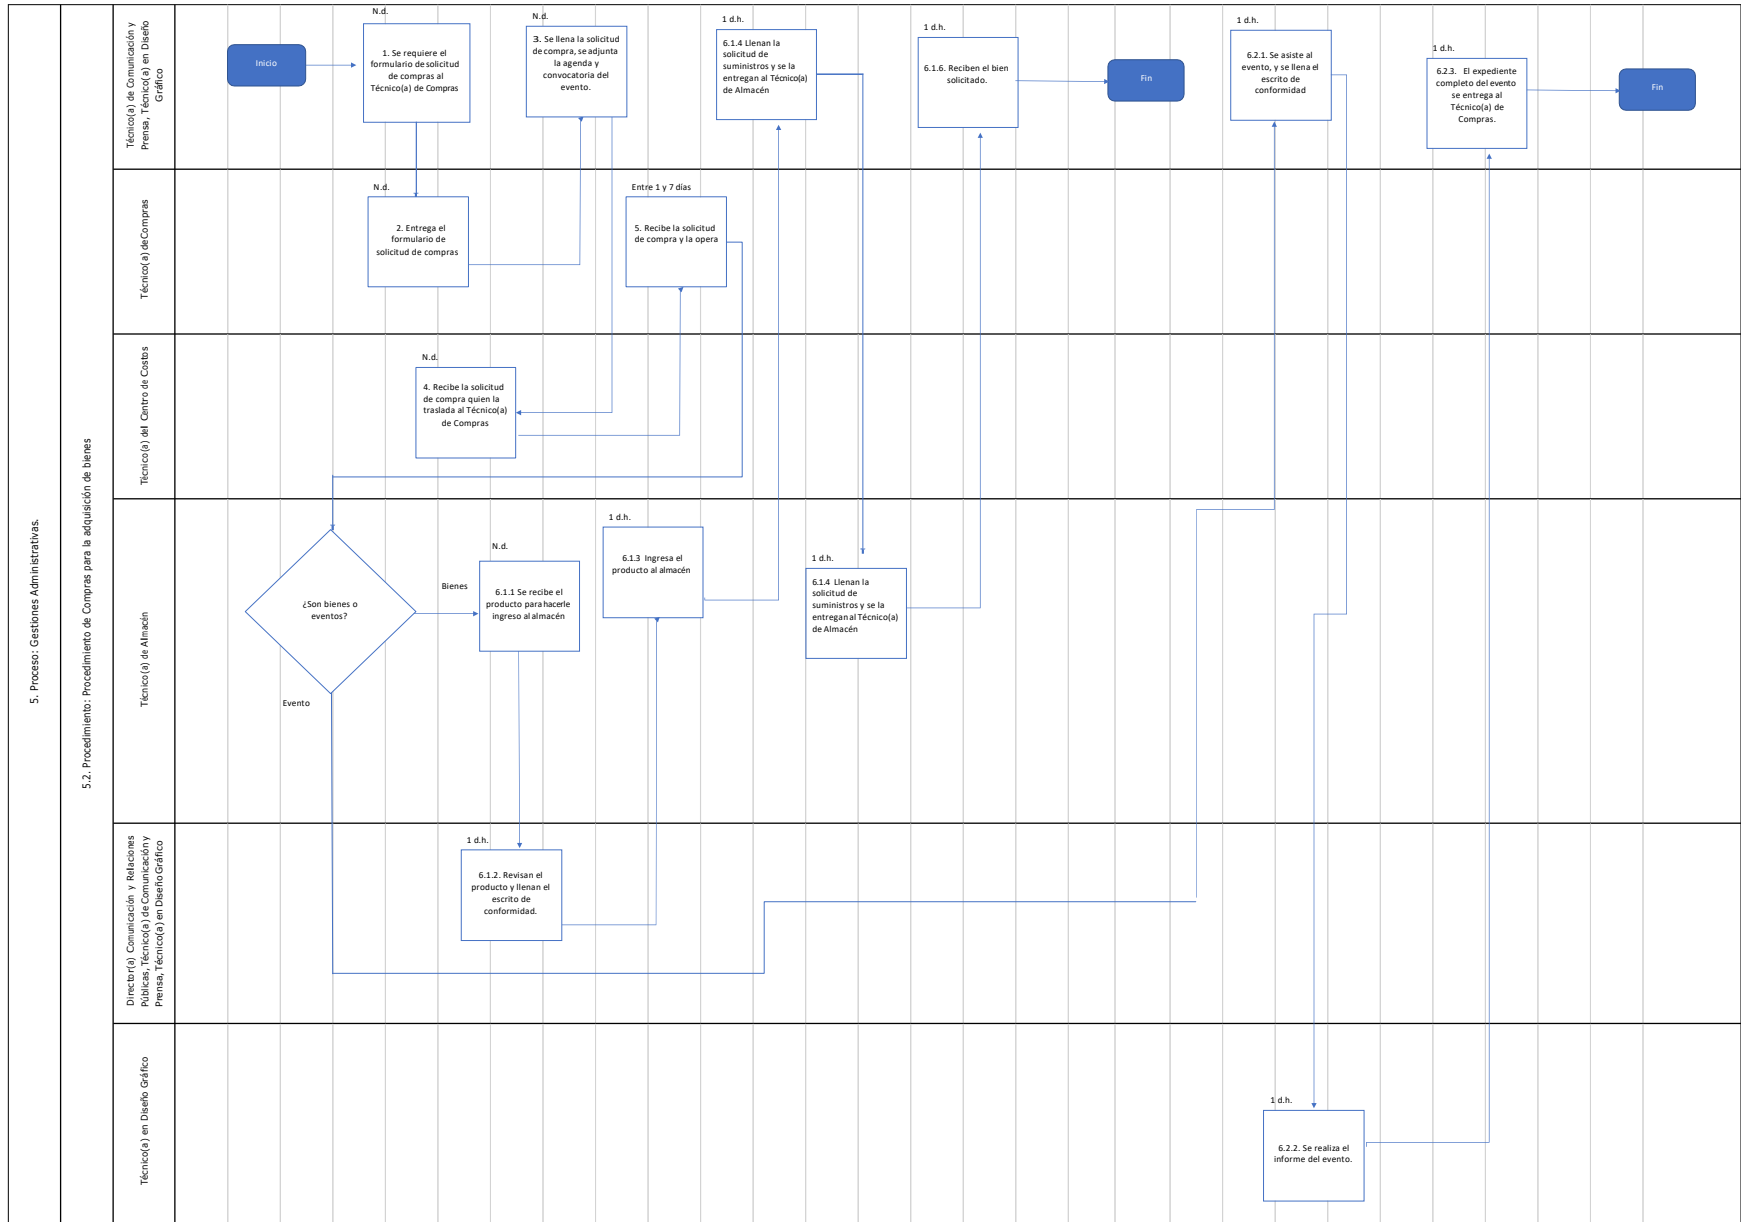 5. Proceso: Gestiones Administrativas.
5.2. Procedimiento: Procedimiento de Compras para la adquisición de bienes
Técnico(a) de Comunicación y
Prensa, Técnico(a) en Diseño
Gráfico
Inicio
N.d.
1. Se requiere el
formulario de solicitud
de compras al
Técnico(a) de Compras
N.d.
3. Se llena la solicitud
de compra, se adjunta
la agenda y
convocatoria del
evento.
1 d.h.
6.1.4 Llenan la
solicitud de
suministros y se la
entregan al Técnico(a)
de Almacén
1 d.h.
6.1.6. Reciben el bien
solicitado.
Fin
1 d.h.
6.2.1. Se asiste al
evento, y se llena el
escrito de
conformidad
1 d.h.
6.2.3. El expediente
completo del evento
se entrega al
Técnico(a) de
Compras.
Fin
Técnico(a) de Compras
N.d.
2. Entrega el
formulario de
solicitud de compras
Entre 1 y 7 días
5. Recibe la solicitud
de compra y la opera
Técnico(a) del Centro de Costos
N.d.
4. Recibe la solicitud
de compra quien la
traslada al Técnico(a)
de Compras
Técnico(a) de Almacén
¿Son bienes o
eventos?
Bienes
Evento
N.d.
6.1.1 Se recibe el
producto para hacerle
ingreso al almacén
1 d.h.
6.1.3 Ingresa el
producto al almacén
1 d.h.
6.1.4 Llenan la
solicitud de
suministros y se la
entregan al Técnico(a)
de Almacén
Director(a) Comunicación y Relaciones
Públicas, Técnico(a) de Comunicación y
Prensa, Técnico(a) en Diseño Gráfico
1 d.h.
6.1.2. Revisan el
producto y llenan el
escrito de
conformidad.
Técnico(a) en Diseño Gráfico
1 d.h.
6.2.2. Se realiza el
informe del evento.